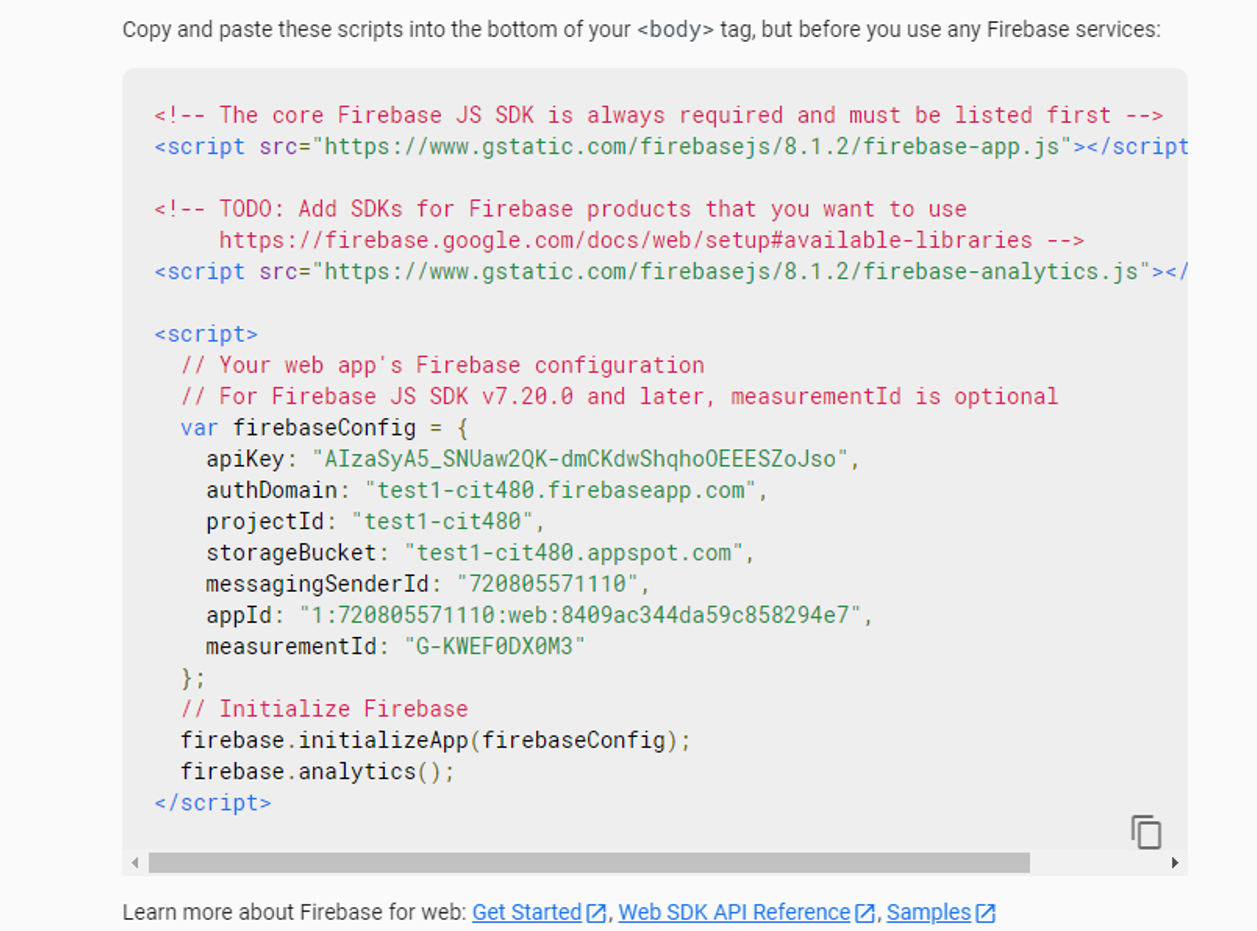 Copy and paste these scripts into the bottom of your <body> tag, but before you use any Firebase services:
<!-- The core Firebase JS SDK is always required and must be listed first -->
<script src="https://www.gstatic.com/firebasejs/8.1.2/firebase-app.js"></script
<!-- TODO: Add SDKs for Firebase products that you want to use
https://firebase.google.com/docs/web/setup#available-libraries -->
<script src="https://www.gstatic.com/firebasejs/8.1.2/firebase-analytics.js"></
<script>
// Your web app's Firebase configuration
// For Firebase JS SDK v7.20.0 and later, measurementId is optional
var firebaseConfig = {
apiKey: "AIzaSyA5_SNUaw2QK-dmCKdwShqhoOEEESZoJso",
authDomain: "test1-cit480.firebaseapp.com",
projectId: "test1-cit480",
storageBucket: "test1-cit480.appspot.com",
messagingSenderId: "720805571110",
appId: "1:720805571110:web:8409ac344da59c858294e7",
measurementId: "G-KWEF0DX0M3"
};
// Initialize Firebase
firebase.initializeApp(firebaseConfig);
firebase.analytics();
</script>
Learn more about Firebase for web: Get Started, Web SDK API Reference, Samples